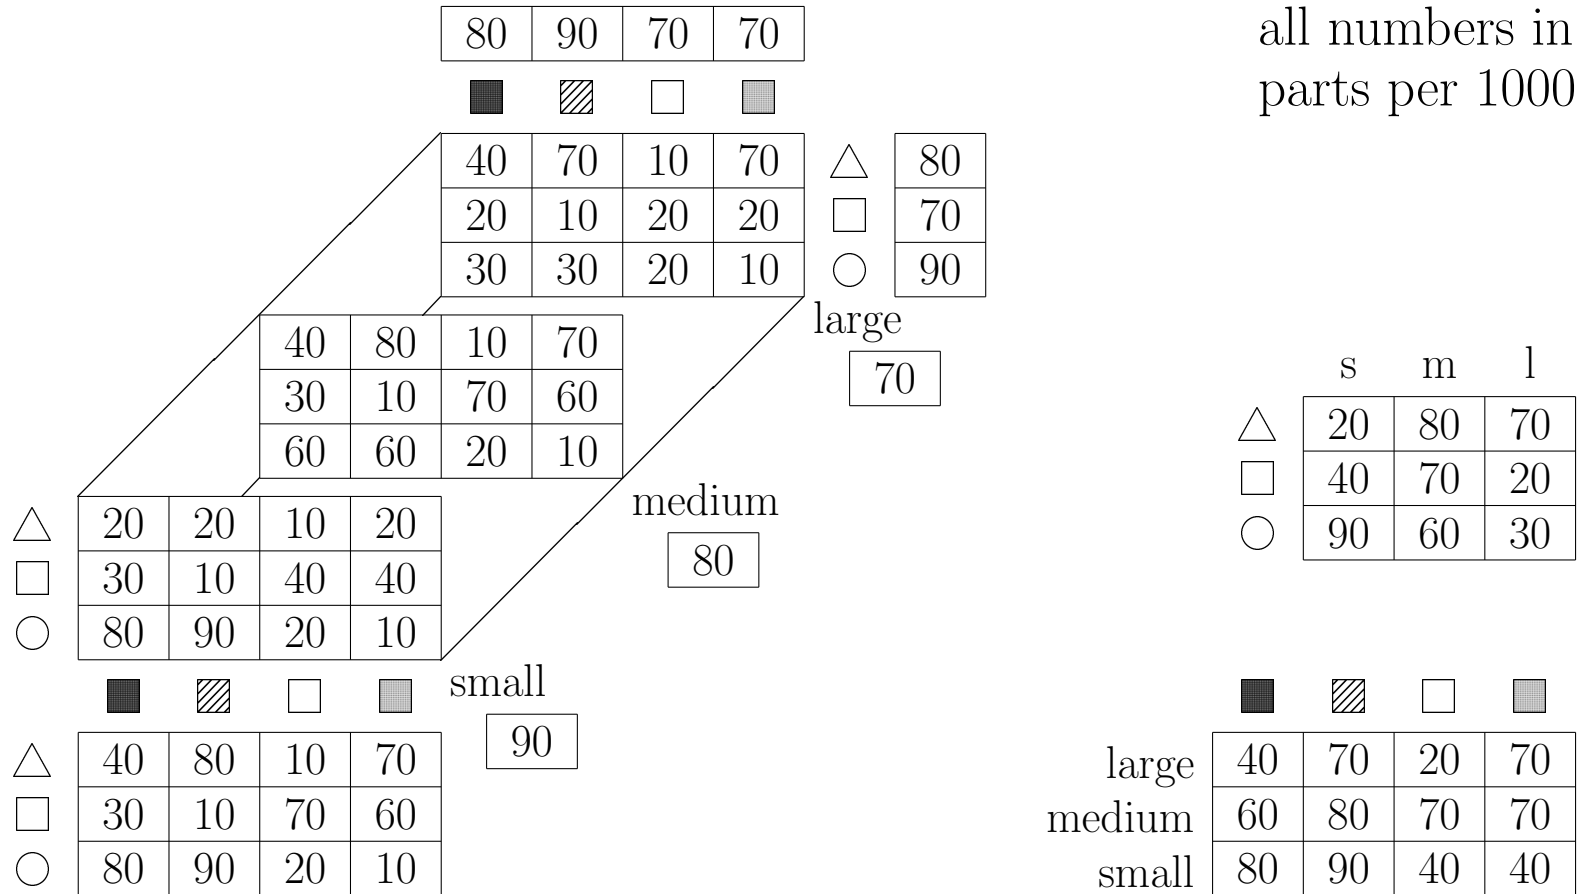 80 90 70 70
all numbers in
parts per 1000
40 70 10 70 80
20 10 20 20 70
30 30 20 10 90
large
70
40 80 10 70
30 10 70 60
60 60 20 10
medium
80
20 20 10 20
30 10 40 40
80 90 20 10
small
90
40 80 10 70
30 10 70 60
80 90 20 10
s m l
20 80 70
40 70 20
90 60 30
large 40 70 20 70
medium 60 80 70 70
small 80 90 40 40